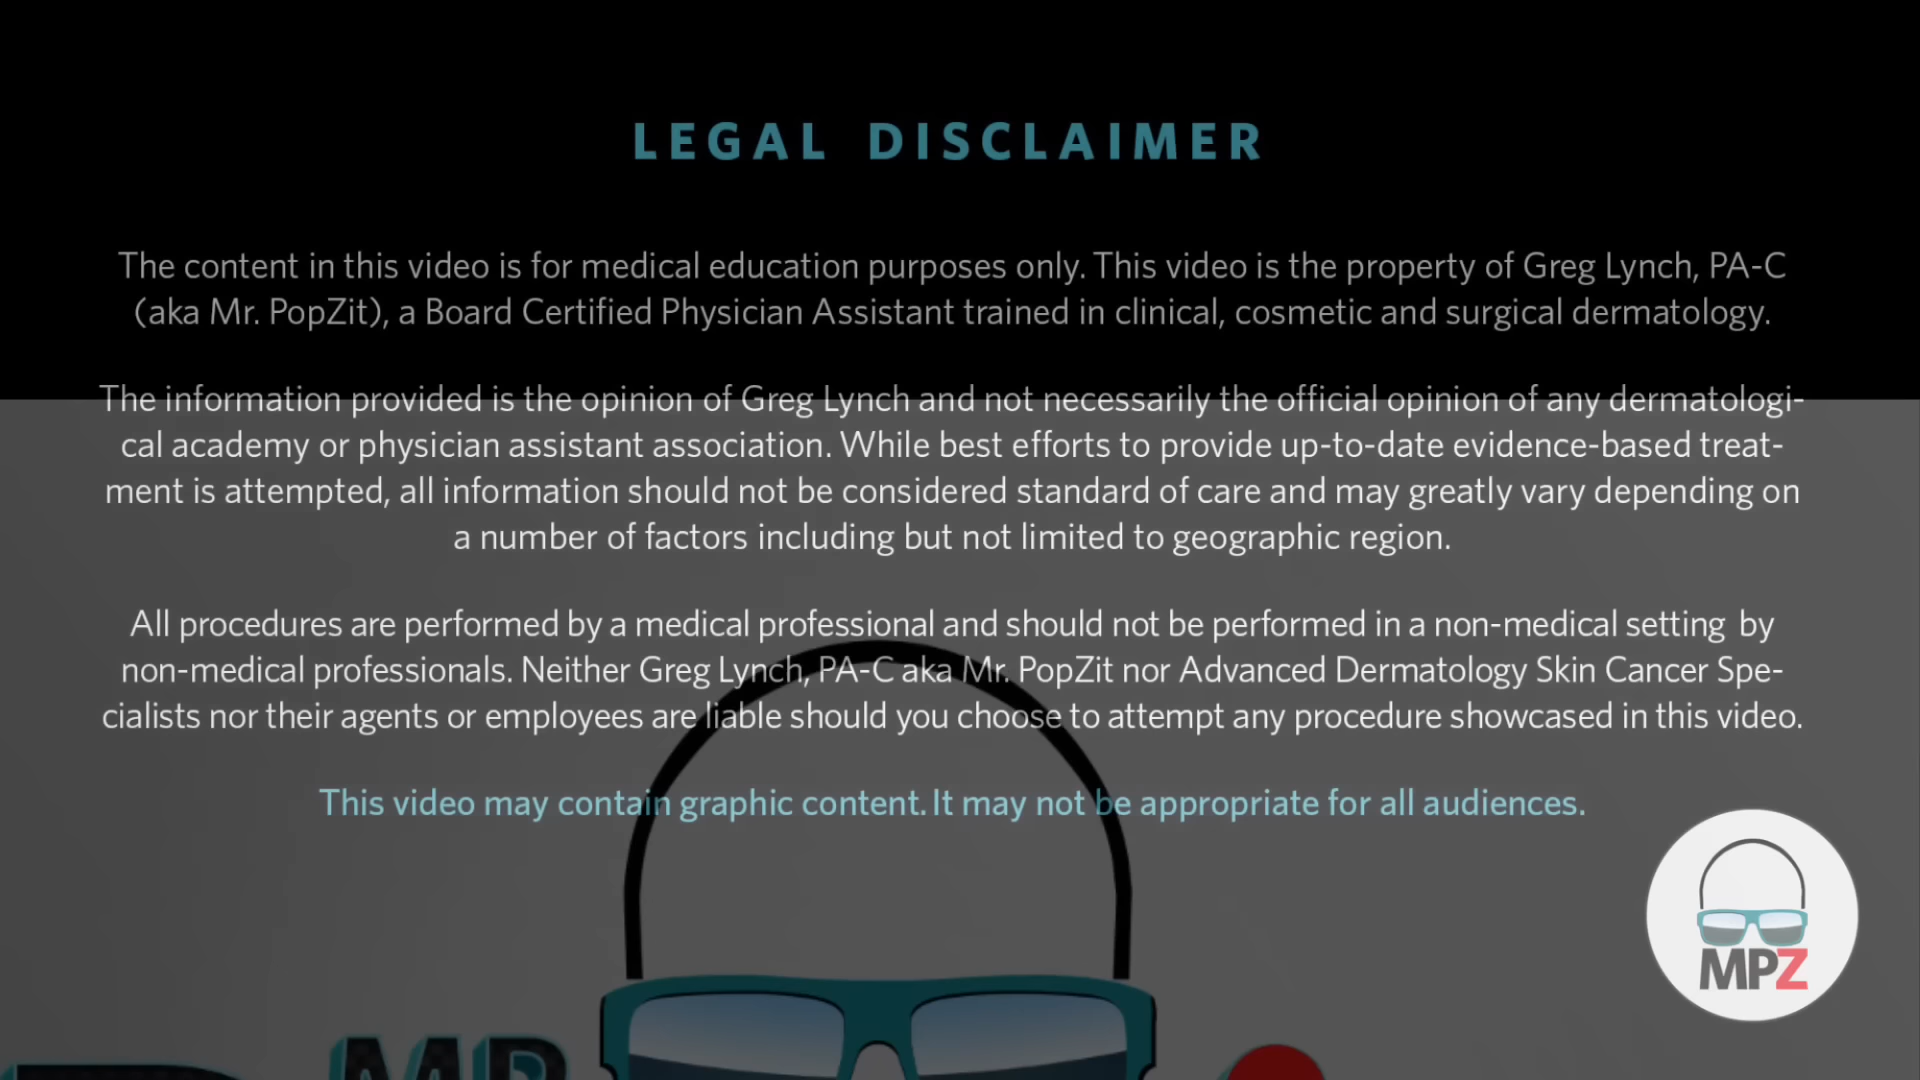 LEGAL DISCLAIMER
The content in this video is for medical education purposes only. This video is the property of Greg Lynch, PA-C
(aka Mr. PopZit), a Board Certified Physician Assistant trained in clinical, cosmetic and surgical dermatology.
The information provided is the opinion of Greg Lynch and not necessarily the official opinion of any dermatologi-
cal academy or physician assistant association. While best efforts to provide up-to-date evidence-based treat-
ment is attempted, all information should not be considered standard of care and may greatly vary depending on
a number of factors including but not limited to geographic region.
All procedures are performed by a medical professional and should not be performed in a non-medical setting by
non-medical professionals. Neither Greg Lynch, PA-C aka Mr. PopZit nor Advanced Dermatology Skin Cancer Spe-
cialists nor their agents or employees are liable should you choose to attempt any procedure showcased in this video.
This video may contain graphic content. It may not be appropriate for all audiences.
MPZ
MR